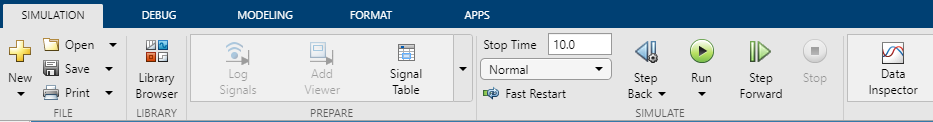 SIMULATION DEBUG MODELING FORMAT APPS
New
Open
Save
Print
FILE
Library
Browser
LIBRARY
Log
Signals
Add
Viewer
Signal
Table
PREPARE
Stop Time 10.0
Normal
Fast Restart
Step
Back
Run
Step
Forward
Stop
SIMULATE
Data
Inspector